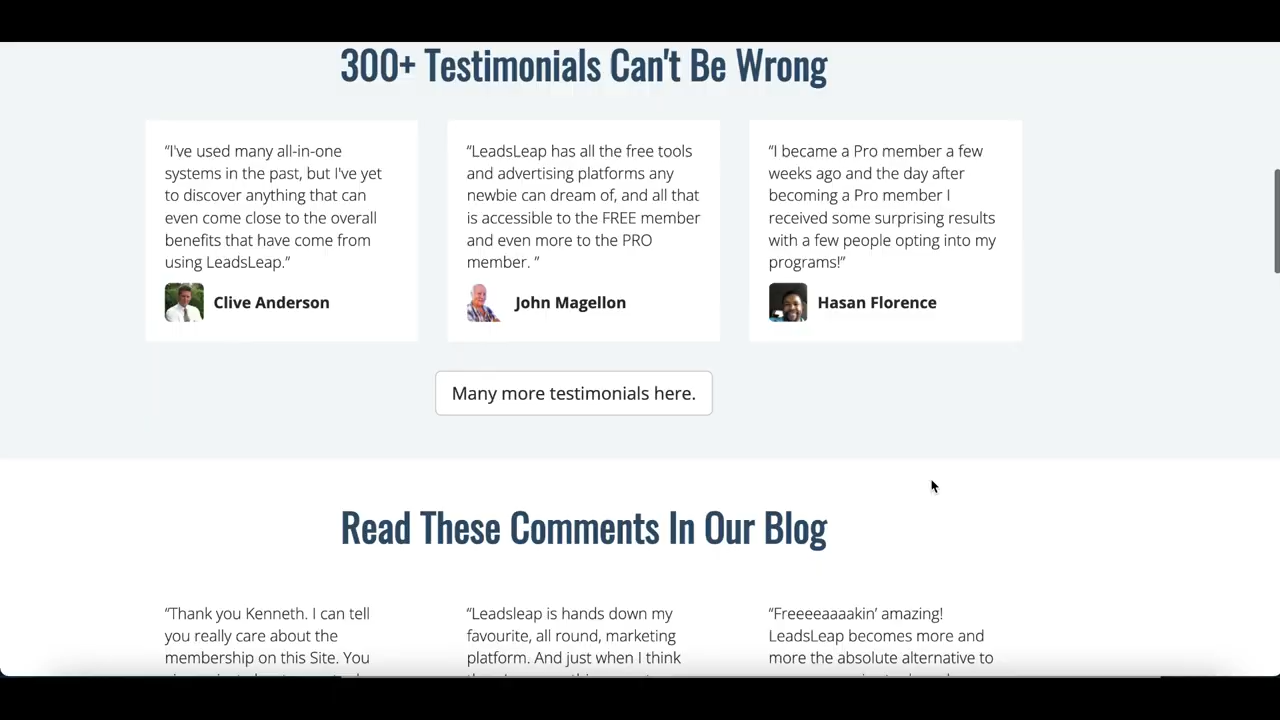 300+ Testimonials Can't Be Wrong
“I've used many all-in-one
systems in the past, but I've yet
to discover anything that can
even come close to the overall
benefits that have come from
using LeadsLeap.”
Clive Anderson
“LeadsLeap has all the free tools
and advertising platforms any
newbie can dream of, and all that
is accessible to the FREE member
and even more to the PRO
member. “
John Magellon
“I became a Pro member a few
weeks ago and the day after
becoming a Pro member I
received some surprising results
with a few people opting into my
programs!”
Hasan Florence
Many more testimonials here.
Read These Comments In Our Blog
“Thank you Kenneth. I can tell
you really care about the
membership on this Site. You
“Leadsleap is hands down my
favourite, all round, marketing
platform. And just when I think
“Freeeeaaaakin’ amazing!
LeadsLeap becomes more and
more the absolute alternative to